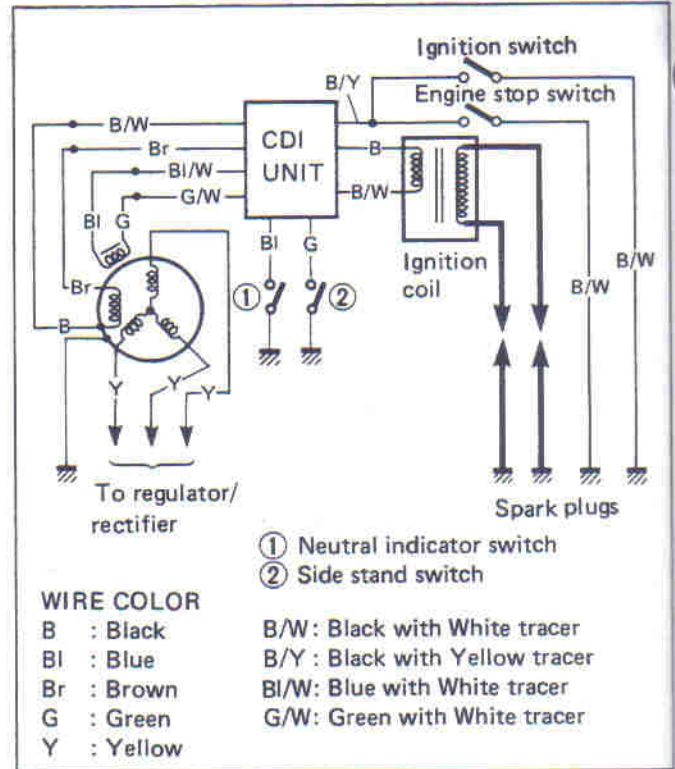 Ignition switch
B/Y
Engine stop switch
B/W
CDI
UNIT
B
Br
Bl/W
B/W
G/W
Bl
G
Bl
G
Ignition
coil
B/W
B/W
①
②
Br
B
Y
Y
Y
To regulator/
rectifier
Spark plugs
① Neutral indicator switch
② Side stand switch
WIRE COLOR
B : Black
Bl : Blue
Br : Brown
G : Green
Y : Yellow
B/W : Black with White tracer
B/Y : Black with Yellow tracer
Bl/W: Blue with White tracer
G/W: Green with White tracer